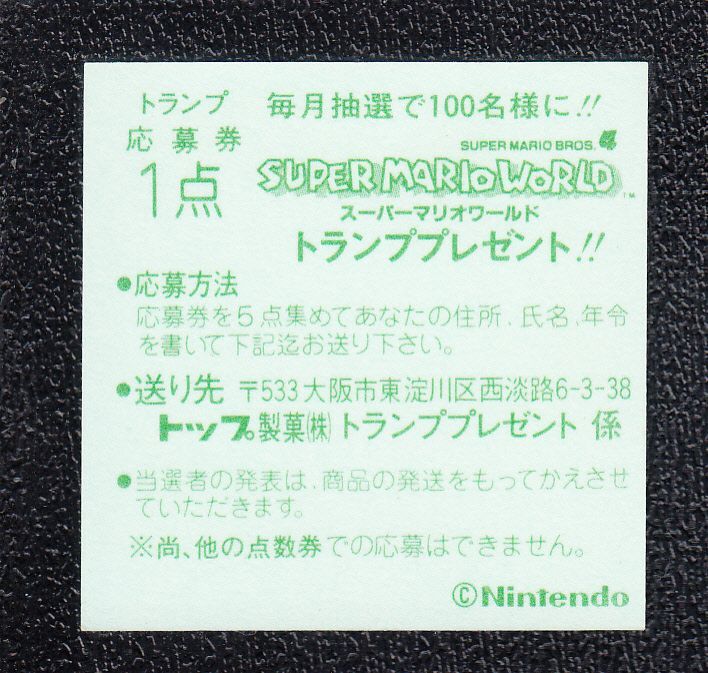 トランプ
応募券
1点
毎月抽選で100名様に!!
SUPER MARIO BROS. 4
SUPER MARIO WORLD™
スーパーマリオワールド
トランププレゼント!!
●応募方法
応募券を5点集めてあなたの住所、氏名、年令
を書いて下記迄お送り下さい。
●送り先 〒533大阪市東淀川区西淡路6-3-38
トップ製菓㈱トランププレゼント係
●当選者の発表は、商品の発送をもってかえさせ
ていただきます。
※尚、他の点数券での応募はできません。
©Nintendo